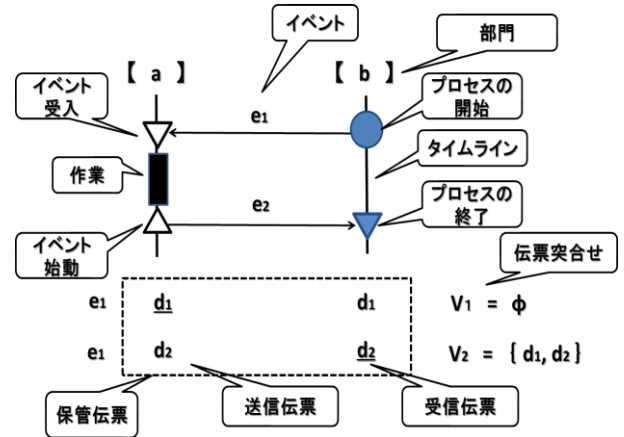 イベント
部門
【 a 】
【 b 】
イベント
受入
プロセスの
開始
e1
作業
タイムライン
e2
プロセスの
終了
イベント
始動
伝票突合せ
e1 d1 d1 V1 = ϕ
e1 d2 d2 V2 = { d1, d2 }
保管伝票
送信伝票
受信伝票